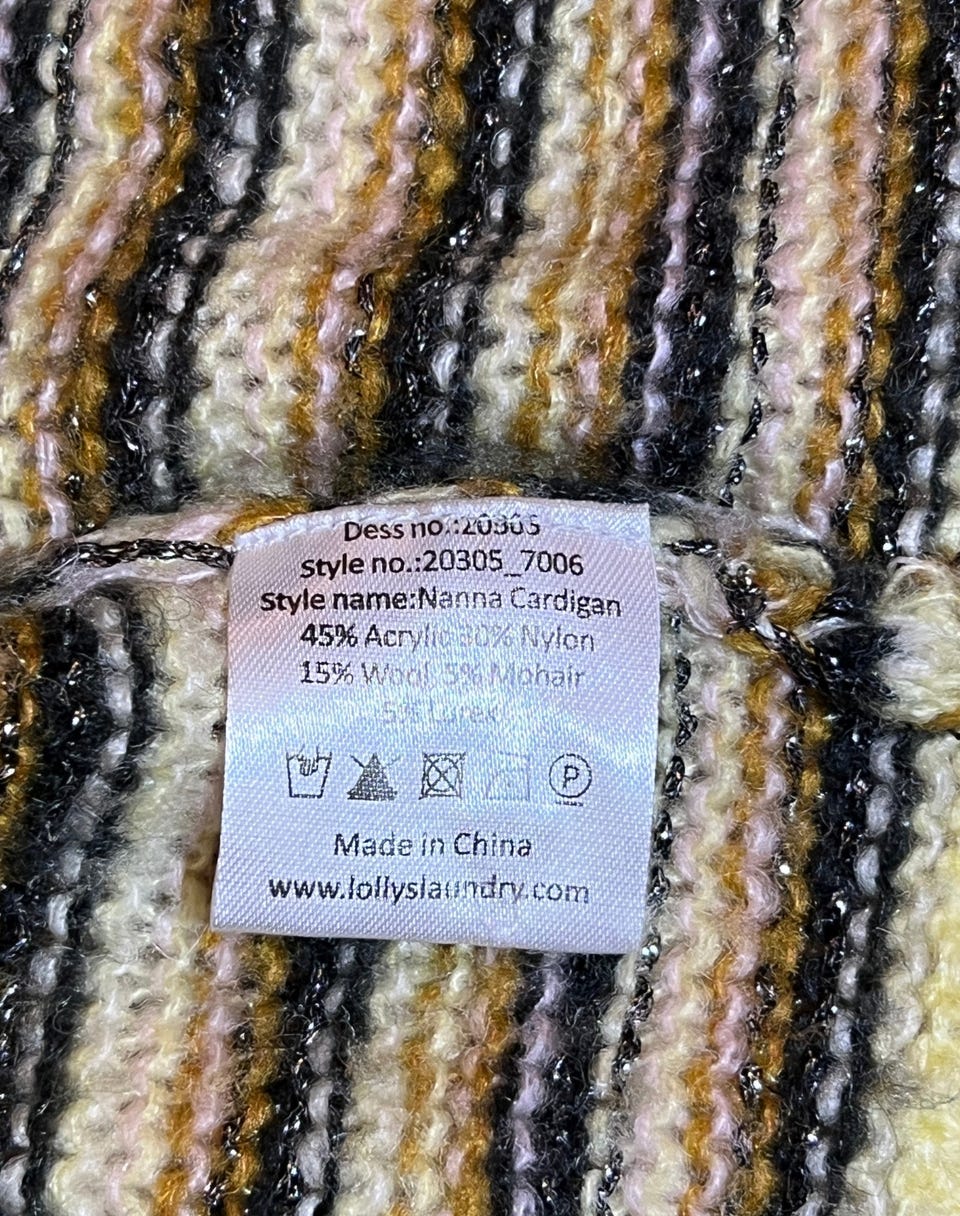 Dess no.:20305
Style no.:20305_7006
Style name:Nanna Cardigan
45% Acrylic 30% Nylon
15% Wool 5% Mohair
5% Lurex
P
Made in China
www.lollyslaundry.com